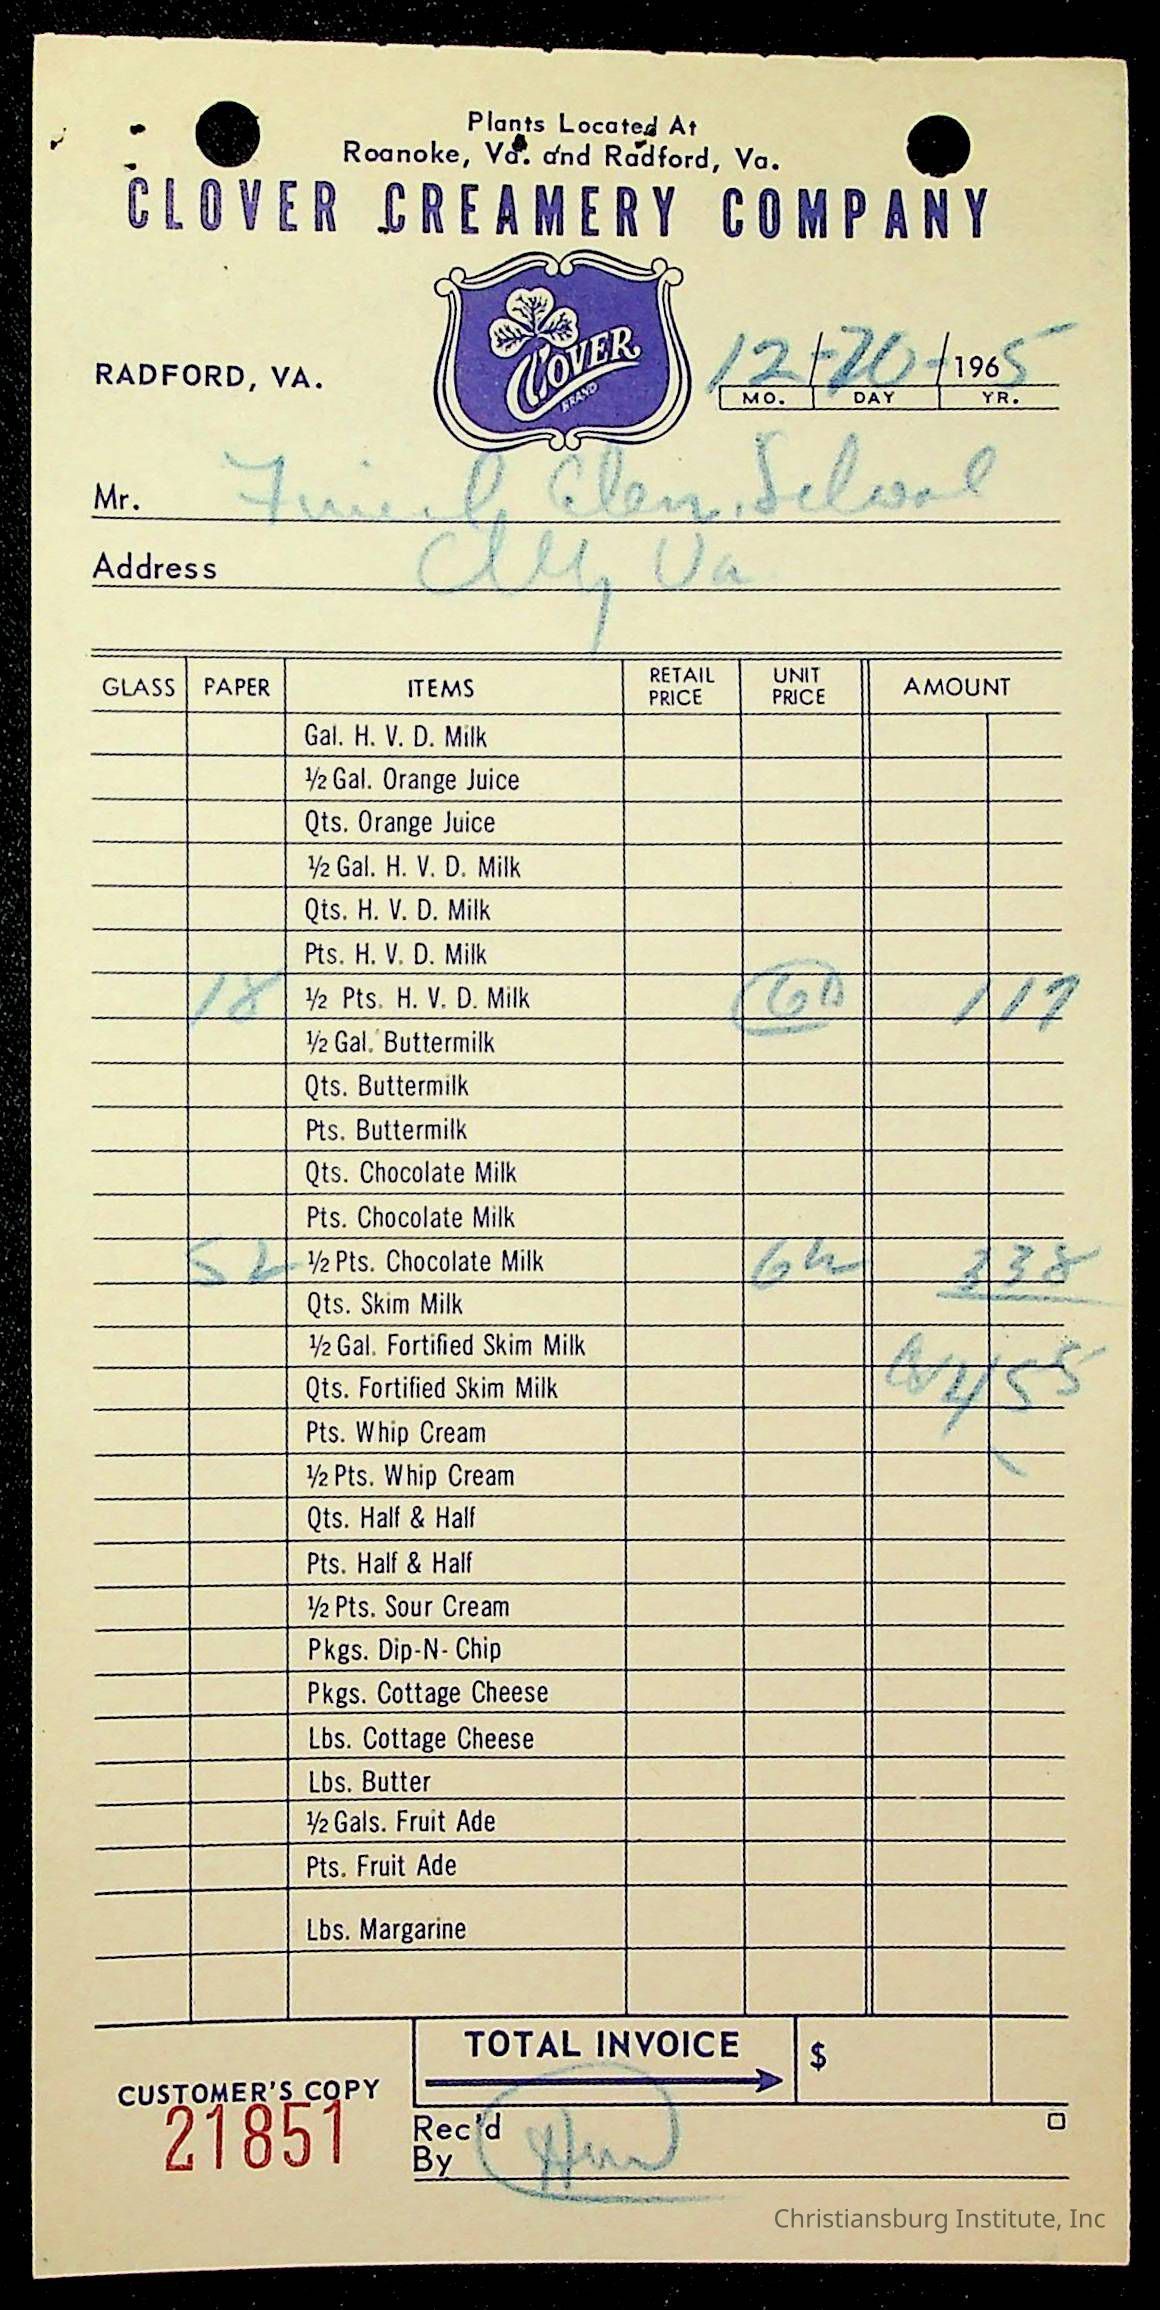 Plants Located At
Roanoke, Va. and Radford, Va.
CLOVER CREAMERY COMPANY
CLOVER
BRAND
RADFORD, VA.
12-20-1965
MO. DAY YR.
Mr. Elem. School
Address Va
GLASS PAPER ITEMS RETAIL PRICE UNIT PRICE AMOUNT
Gal. H. V. D. Milk
½ Gal. Orange Juice
Qts. Orange Juice
½ Gal. H. V. D. Milk
Qts. H. V. D. Milk
Pts. H. V. D. Milk
18 ½ Pts. H. V. D. Milk 117
½ Gal. Buttermilk
Qts. Buttermilk
Pts. Buttermilk
Qts. Chocolate Milk
Pts. Chocolate Milk
52 ½ Pts. Chocolate Milk 338
Qts. Skim Milk
½ Gal. Fortified Skim Milk
455
Qts. Fortified Skim Milk
Pts. Whip Cream
½ Pts. Whip Cream
Qts. Half & Half
Pts. Half & Half
½ Pts. Sour Cream
Pkgs. Dip-N-Chip
Pkgs. Cottage Cheese
Lbs. Cottage Cheese
Lbs. Butter
½ Gals. Fruit Ade
Pts. Fruit Ade
Lbs. Margarine
TOTAL INVOICE $
CUSTOMER'S COPY
21851
Rec'd
By
Christiansburg Institute, Inc